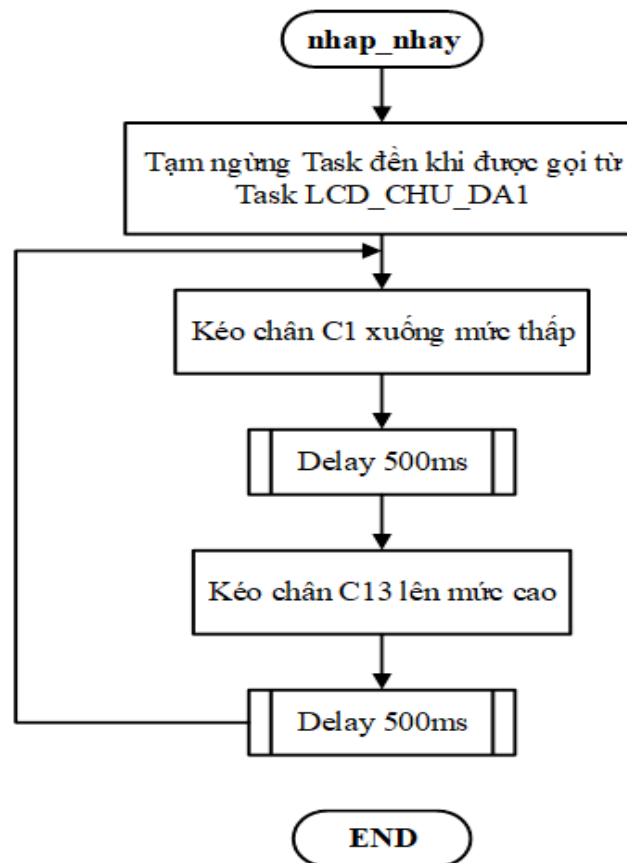 nhap_nhay
Tạm ngừng Task đến khi được gọi từ
Task LCD_CHU_DA1
Kéo chân C1 xuống mức thấp
Delay 500ms
Kéo chân C13 lên mức cao
Delay 500ms
END